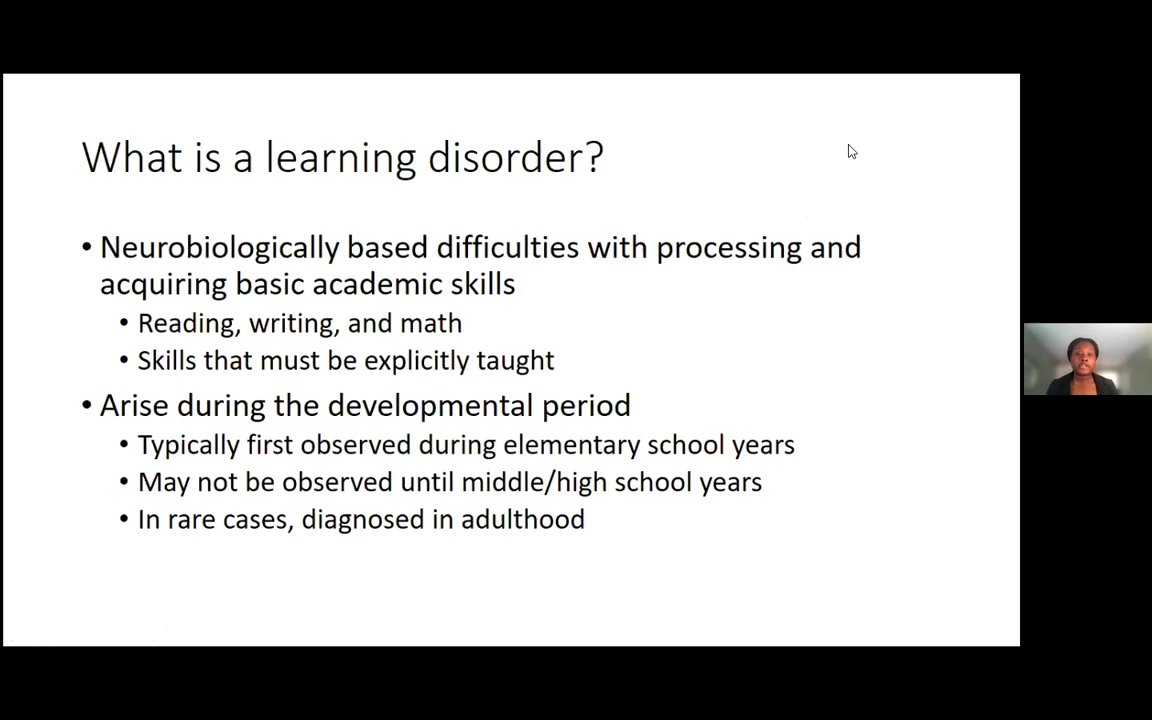 What is a learning disorder?
• Neurobiologically based difficulties with processing and
acquiring basic academic skills
• Reading, writing, and math
• Skills that must be explicitly taught
• Arise during the developmental period
• Typically first observed during elementary school years
• May not be observed until middle/high school years
• In rare cases, diagnosed in adulthood